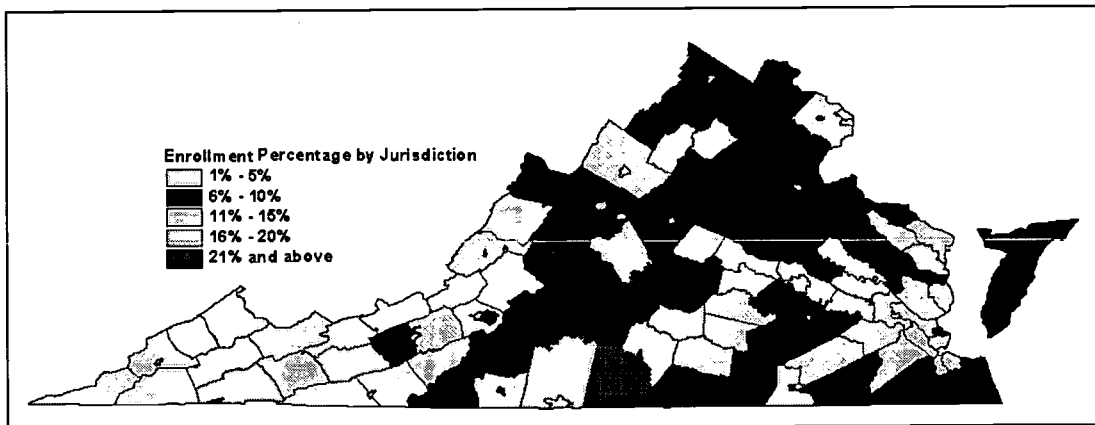 Enrollment Percentage by Jurisdiction
1% - 5%
6% - 10%
11% - 15%
16% - 20%
21% and above